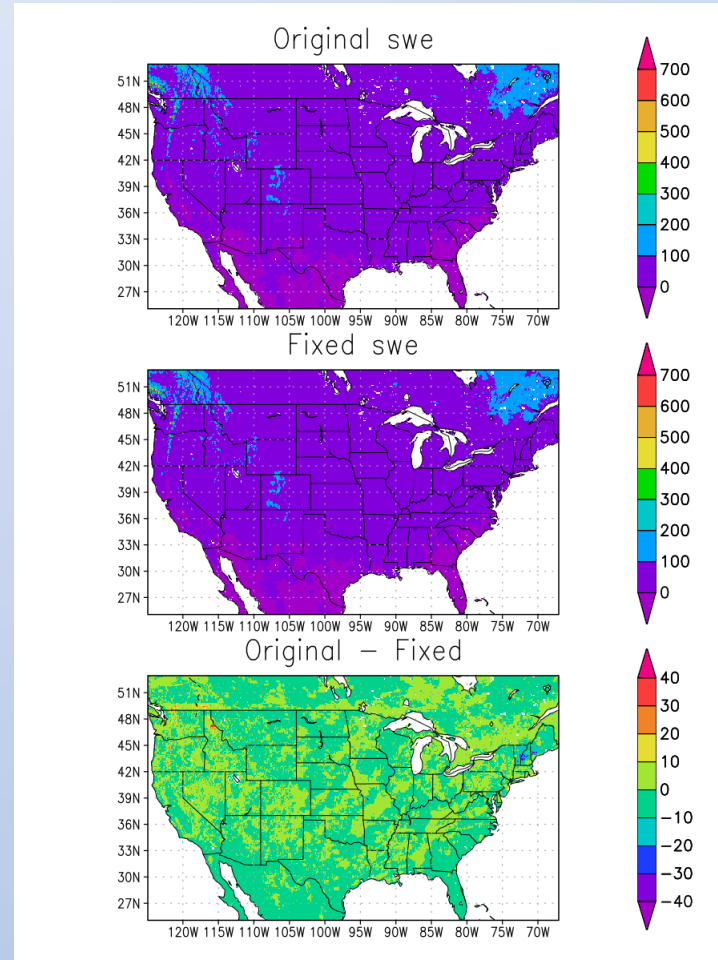 Original swe
51N
48N
45N
42N
39N
36N
33N
30N
27N
120W 115W 110W 105W 100W 95W 90W 85W 80W 75W 70W
700
600
500
400
300
200
100
0
Fixed swe
51N
48N
45N
42N
39N
36N
33N
30N
27N
120W 115W 110W 105W 100W 95W 90W 85W 80W 75W 70W
700
600
500
400
300
200
100
0
Original − Fixed
51N
48N
45N
42N
39N
36N
33N
30N
27N
120W 115W 110W 105W 100W 95W 90W 85W 80W 75W 70W
40
30
20
10
0
−10
−20
−30
−40